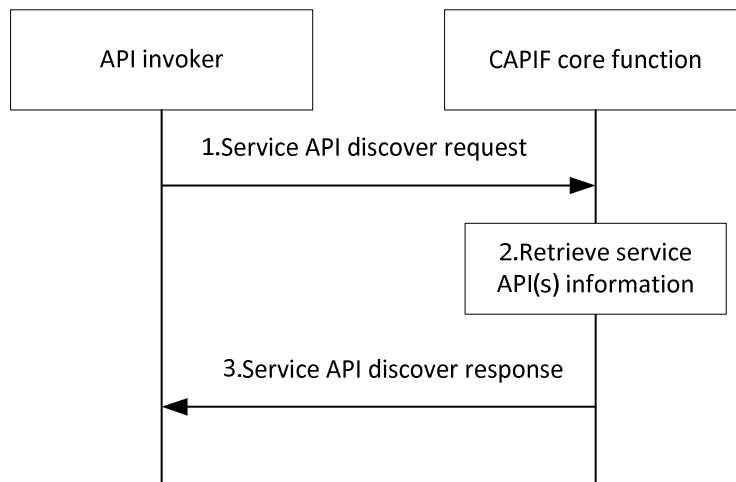 API invoker
CAPIF core function
1.Service API discover request
2.Retrieve service
API(s) information
3.Service API discover response